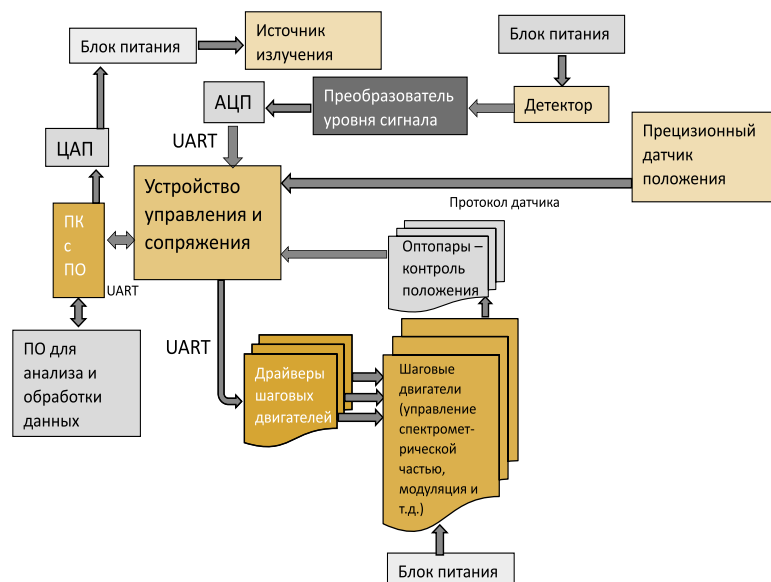 Блок питания
Источник
излучения
Блок питания
АЦП
Преобразователь
уровня сигнала
Детектор
Прецизионный
датчик
положения
UART
ЦАП
Устройство
управления и
сопряжения
Протокол датчика
ПК
с
ПО
UART
Оптопары –
контроль
положения
ПО для
анализа и
обработки
данных
UART
Драйверы
шаговых
двигателей
Шаговые
двигатели
(управление
спектромет-
рической
частью,
модуляция и
т.д.)
Блок питания